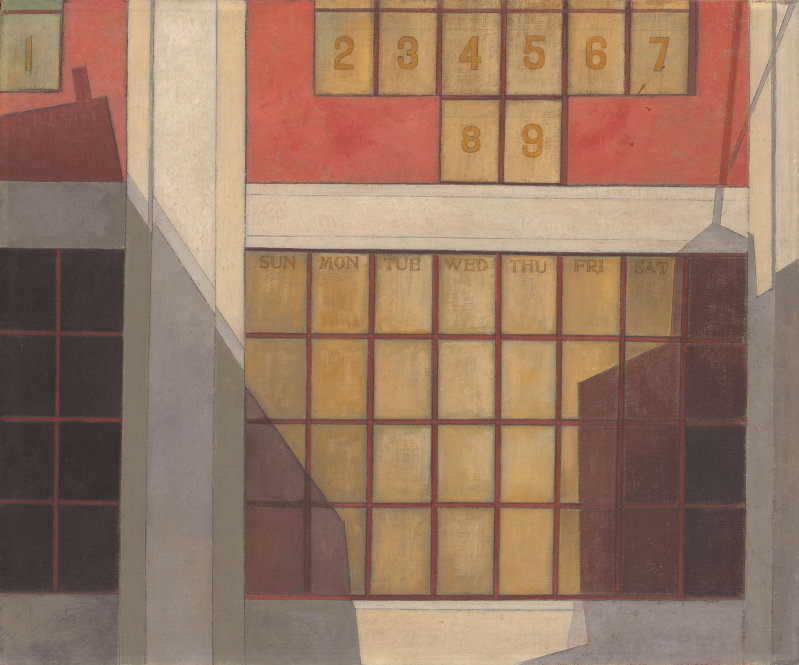 1 2 3 4 5 6 7
8 9
SUN MON TUE WED THU FRI SAT